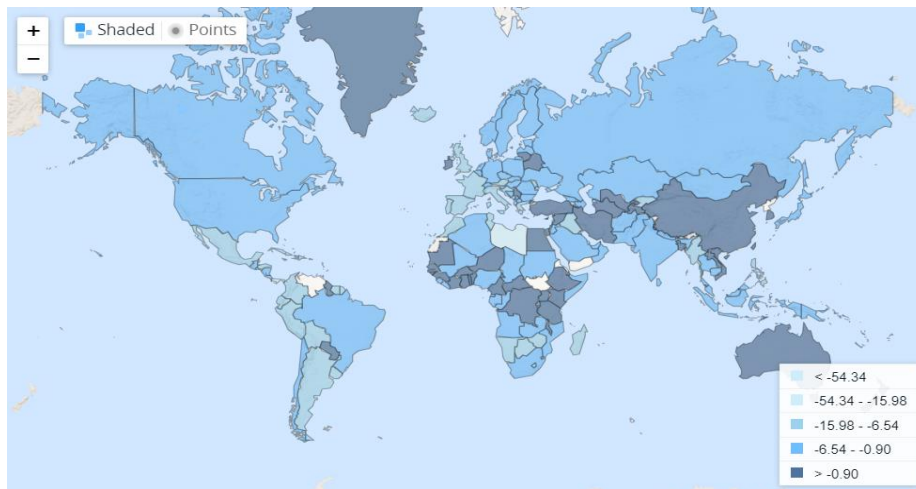 +
Shaded Points
−
< -54.34
-54.34 - -15.98
-15.98 - -6.54
-6.54 - -0.90
> -0.90